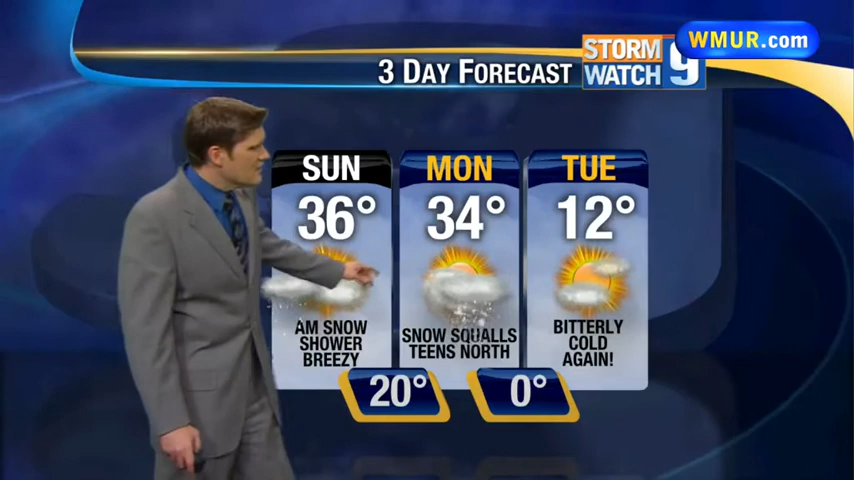 WMUR.com
3 DAY FORECAST
STORM
WATCH 9
SUN
36°
AM SNOW
SHOWER
BREEZY
MON
34°
SNOW SQUALLS
TEENS NORTH
TUE
12°
BITTERLY
COLD
AGAIN!
20°
0°